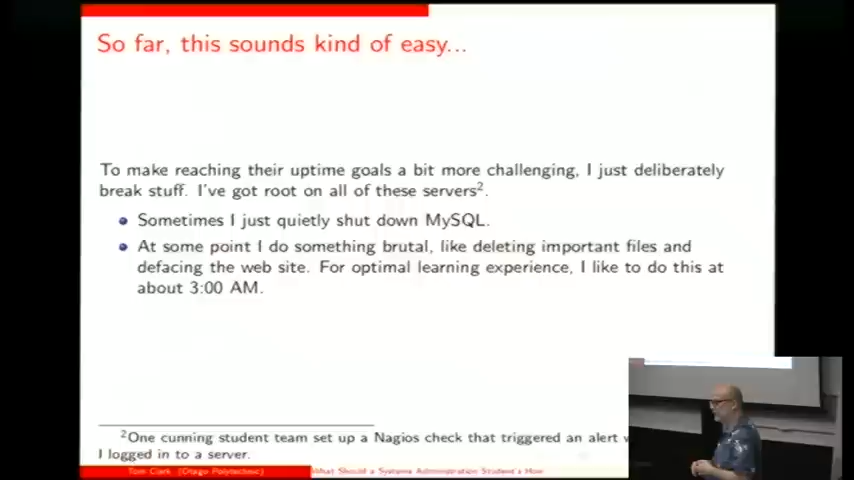 So far, this sounds kind of easy...
To make reaching their uptime goals a bit more challenging, I just deliberately
break stuff. I've got root on all of these servers².
Sometimes I just quietly shut down MySQL.
At some point I do something brutal, like deleting important files and
defacing the web site. For optimal learning experience, I like to do this at
about 3:00 AM.
²One cunning student team set up a Nagios check that triggered an alert
I logged in to a server.
Tom Clark (Otago Polytechnic) What Should a Systems Administration Student's How